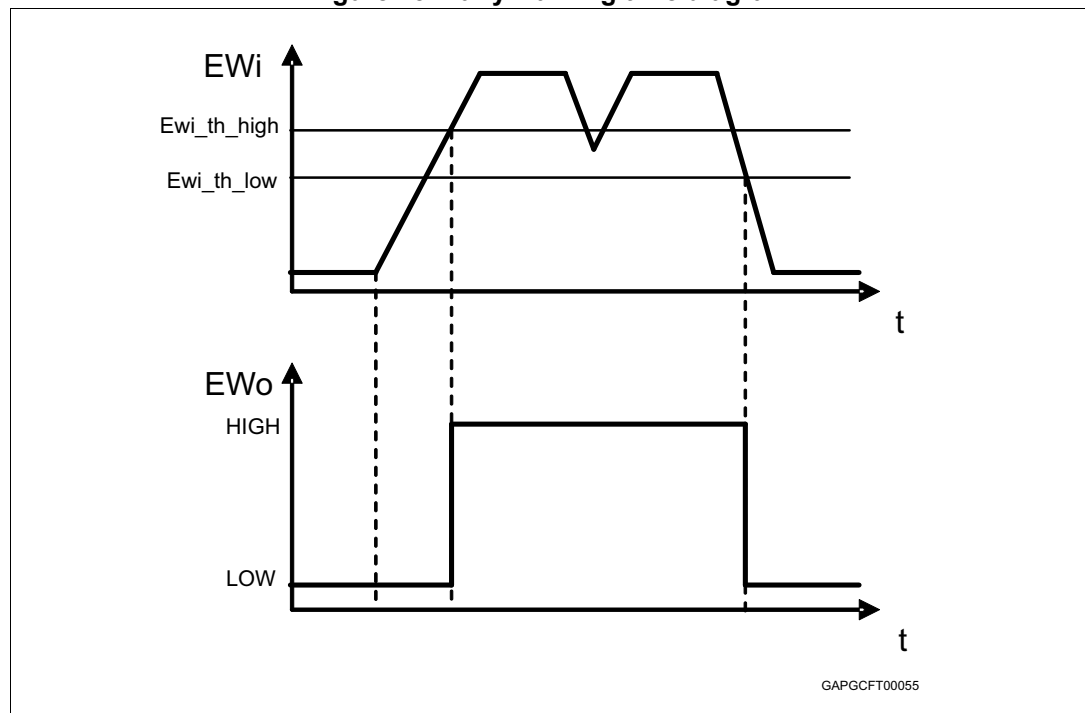 EWi
Ewi_th_high
Ewi_th_low
t
EWo
HIGH
LOW
t
GAPGCFT00055